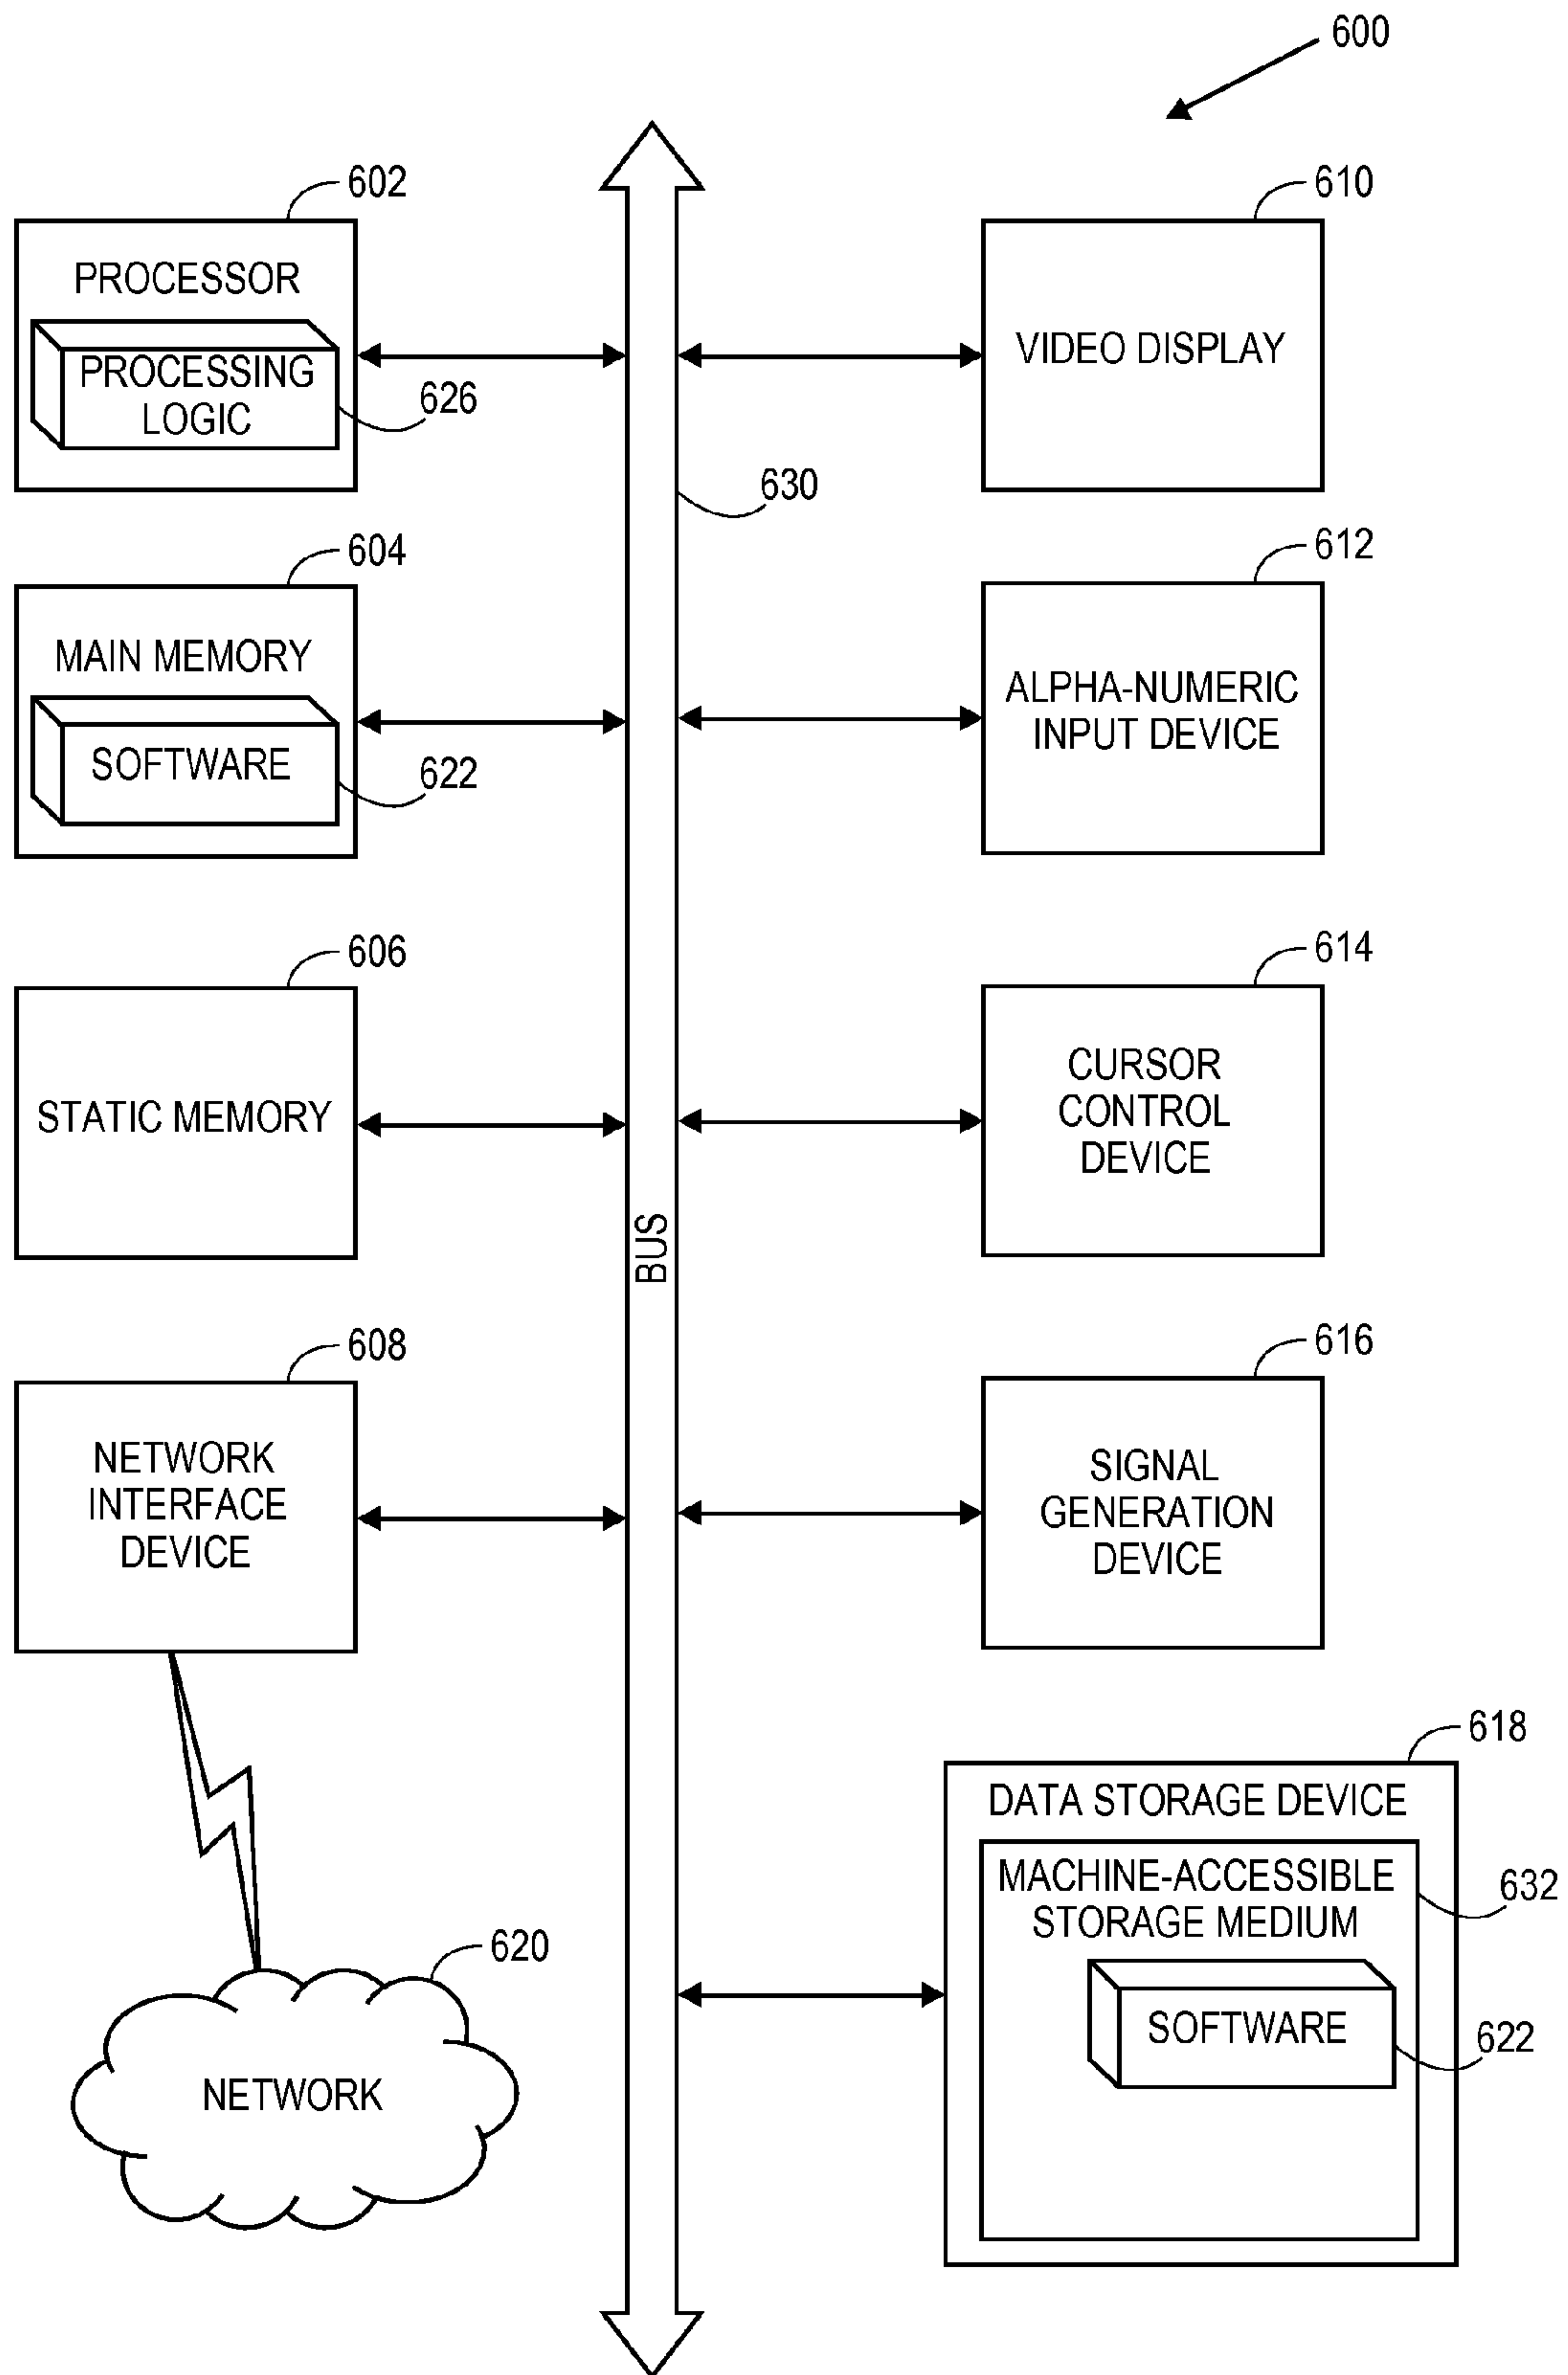 600
602
PROCESSOR
PROCESSING
LOGIC
626
610
VIDEO DISPLAY
630
604
MAIN MEMORY
SOFTWARE
622
612
ALPHA-NUMERIC
INPUT DEVICE
606
STATIC MEMORY
614
CURSOR
CONTROL
DEVICE
BUS
608
NETWORK
INTERFACE
DEVICE
616
SIGNAL
GENERATION
DEVICE
620
NETWORK
618
DATA STORAGE DEVICE
MACHINE-ACCESSIBLE
STORAGE MEDIUM
632
SOFTWARE
622